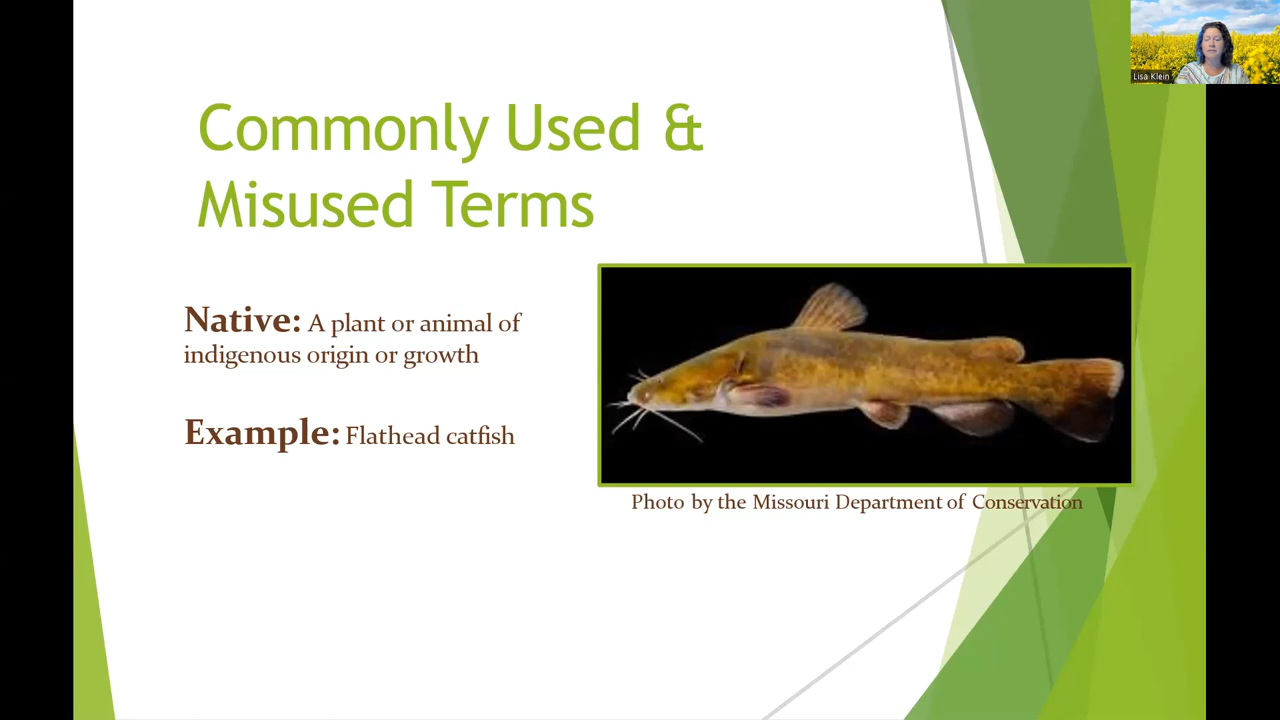 Lisa Klein
Commonly Used &
Misused Terms
Native: A plant or animal of
indigenous origin or growth
Example: Flathead catfish
Photo by the Missouri Department of Conservation